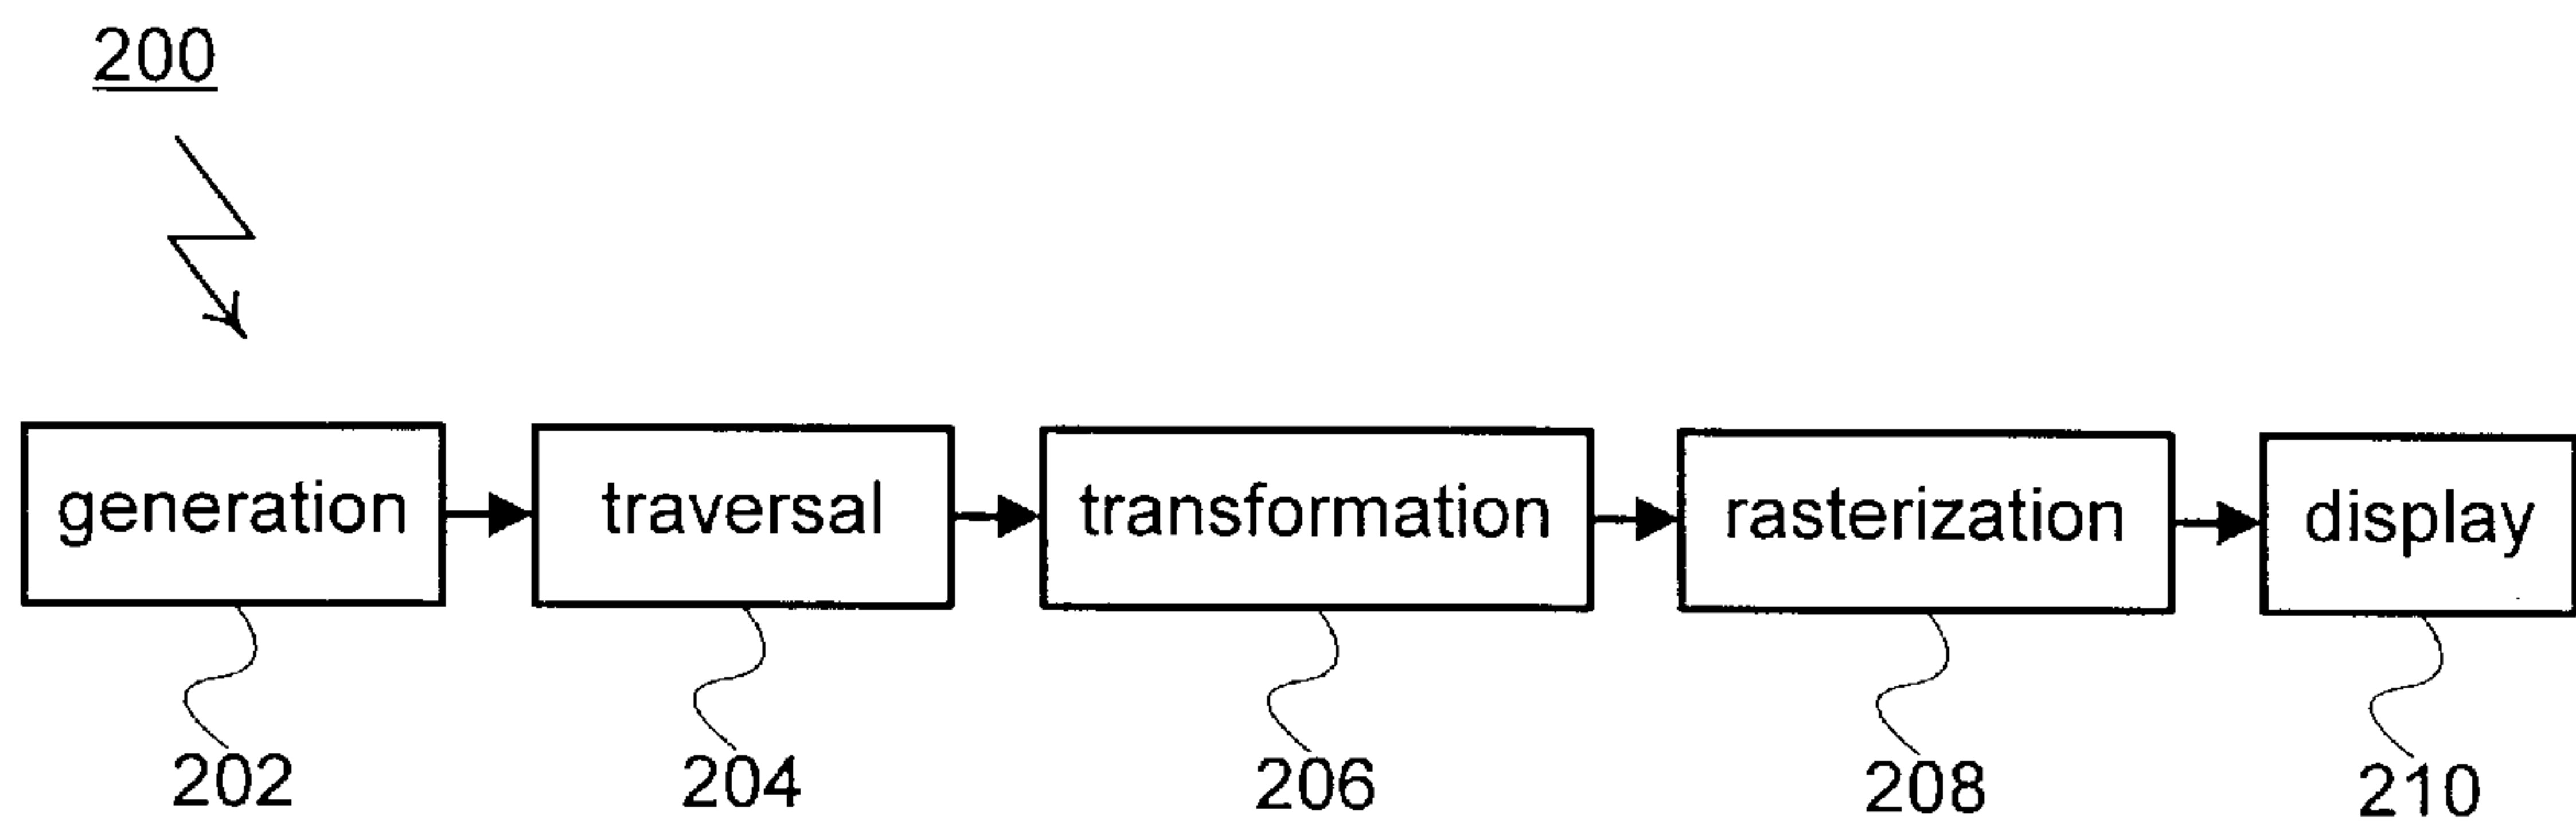 200
generation traversal transformation rasterization display
202 204 206 208 210